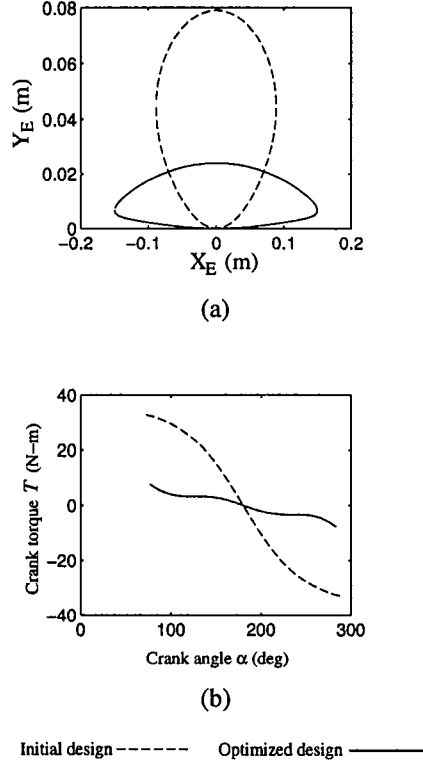 0.08
0.06
0.04
0.02
0
Y_E (m)
−0.2 −0.1 0 0.1 0.2
X_E (m)
(a)
40
20
0
−20
−40
Crank torque T (N−m)
0 100 200 300
Crank angle α (deg)
(b)
Initial design Optimized design